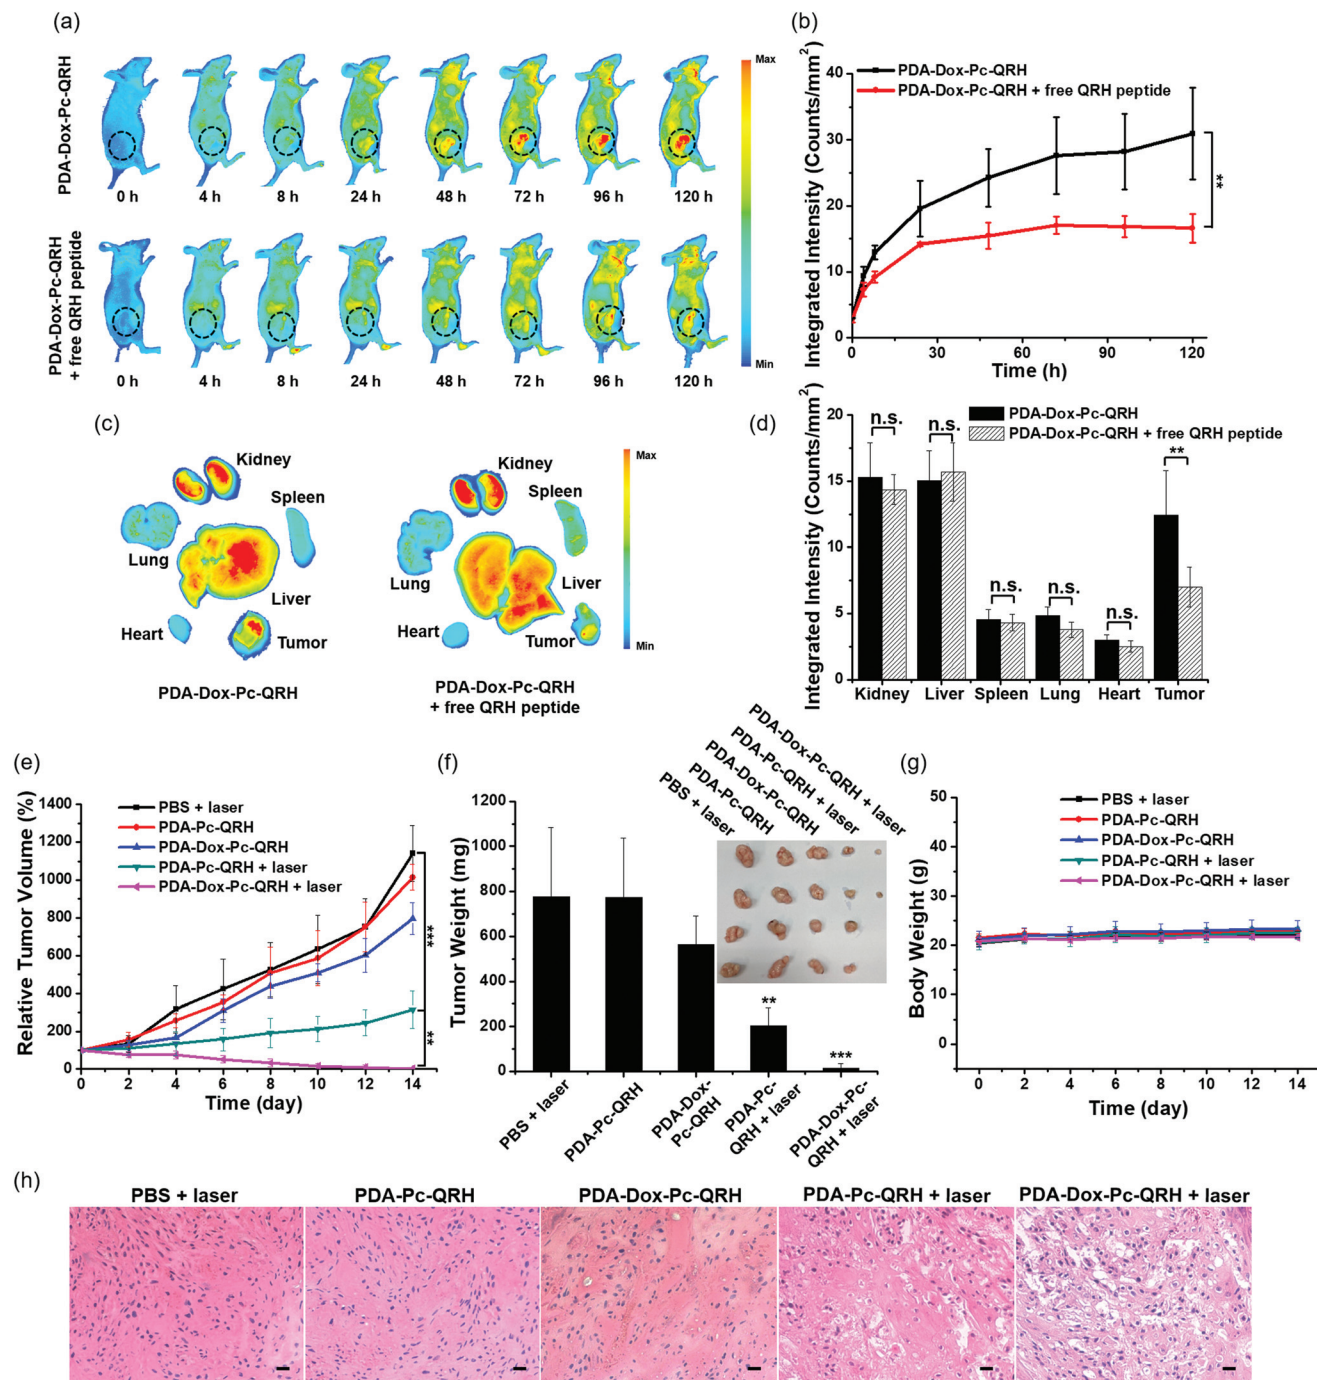 (a)
PDA-Dox-Pc-QRH
0 h
4 h
8 h
24 h
48 h
72 h
96 h
120 h
PDA-Dox-Pc-QRH
+ free QRH peptide
0 h
4 h
8 h
24 h
48 h
72 h
96 h
120 h
Max
Min
(b)
Integrated Intensity (Counts/mm²)
40
30
20
10
0
PDA-Dox-Pc-QRH
PDA-Dox-Pc-QRH + free QRH peptide
**
0
30
60
90
120
Time (h)
(c)
Kidney
Spleen
Lung
Liver
Heart
Tumor
PDA-Dox-Pc-QRH
Kidney
Spleen
Lung
Liver
Heart
Tumor
PDA-Dox-Pc-QRH
+ free QRH peptide
Max
Min
(d)
Integrated Intensity (Counts/mm²)
20
15
10
5
0
PDA-Dox-Pc-QRH
PDA-Dox-Pc-QRH + free QRH peptide
n.s.
n.s.
n.s.
n.s.
n.s.
**
Kidney
Liver
Spleen
Lung
Heart
Tumor
(e)
Relative Tumor Volume (%)
1400
1200
1000
800
600
400
200
0
PBS + laser
PDA-Pc-QRH
PDA-Dox-Pc-QRH
PDA-Pc-QRH + laser
PDA-Dox-Pc-QRH + laser
***
**
0
2
4
6
8
10
12
14
Time (day)
(f)
Tumor Weight (mg)
1200
1000
800
600
400
200
0
PBS + laser
PDA-Pc-QRH
PDA-Dox-Pc-QRH
PDA-Pc-QRH + laser
PDA-Dox-Pc-QRH + laser
**
***
PBS + laser
PDA-Pc-QRH
PDA-Dox-
Pc-QRH
PDA-Pc-
QRH + laser
PDA-Dox-Pc-
QRH + laser
(g)
Body Weight (g)
50
40
30
20
10
0
PBS + laser
PDA-Pc-QRH
PDA-Dox-Pc-QRH
PDA-Pc-QRH + laser
PDA-Dox-Pc-QRH + laser
0
2
4
6
8
10
12
14
Time (day)
(h)
PBS + laser
PDA-Pc-QRH
PDA-Dox-Pc-QRH
PDA-Pc-QRH + laser
PDA-Dox-Pc-QRH + laser